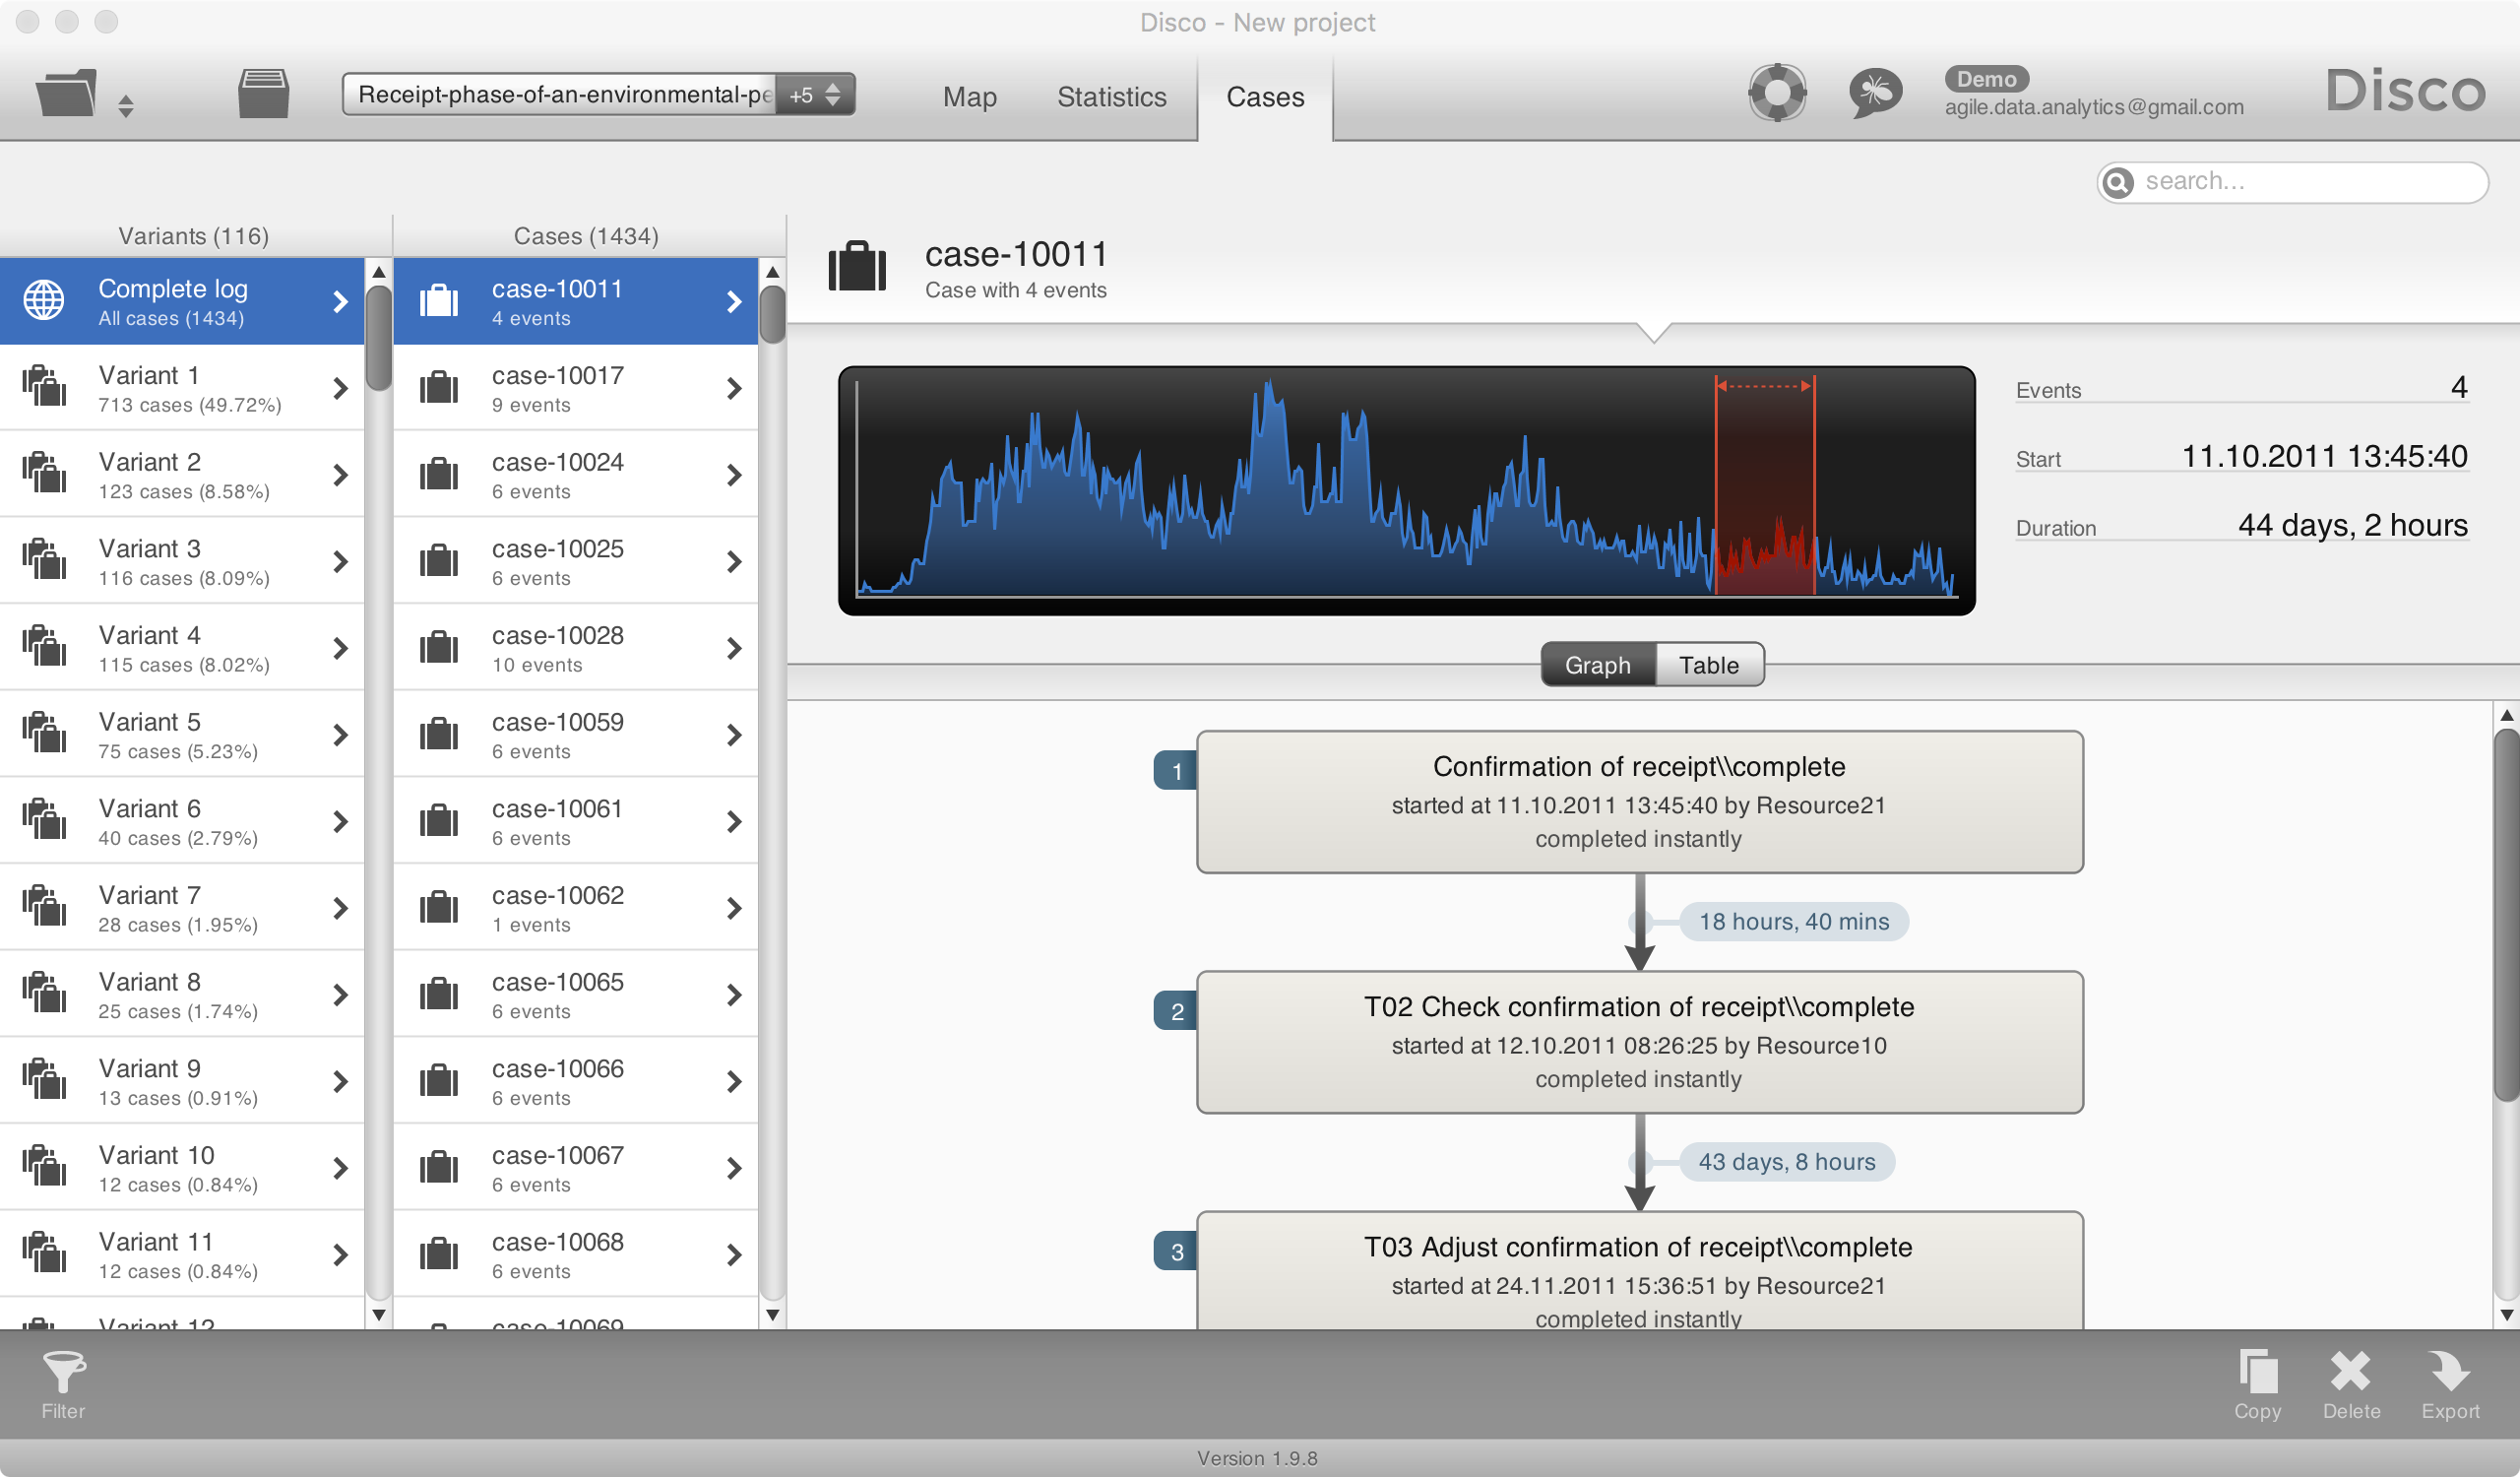 Disco - New project
Receipt-phase-of-an-environmental-pe
+5
Map
Statistics
Cases
Demo
agile.data.analytics@gmail.com
Disco
search...
Variants (116)
Complete log
All cases (1434)
Variant 1
713 cases (49.72%)
Variant 2
123 cases (8.58%)
Variant 3
116 cases (8.09%)
Variant 4
115 cases (8.02%)
Variant 5
75 cases (5.23%)
Variant 6
40 cases (2.79%)
Variant 7
28 cases (1.95%)
Variant 8
25 cases (1.74%)
Variant 9
13 cases (0.91%)
Variant 10
12 cases (0.84%)
Variant 11
12 cases (0.84%)
Variant 12
Cases (1434)
case-10011
4 events
case-10017
9 events
case-10024
6 events
case-10025
6 events
case-10028
10 events
case-10059
6 events
case-10061
6 events
case-10062
1 events
case-10065
6 events
case-10066
6 events
case-10067
6 events
case-10068
6 events
case-10069
case-10011
Case with 4 events
Events 4
Start 11.10.2011 13:45:40
Duration 44 days, 2 hours
Graph
Table
1
Confirmation of receipt\\complete
started at 11.10.2011 13:45:40 by Resource21
completed instantly
18 hours, 40 mins
2
T02 Check confirmation of receipt\\complete
started at 12.10.2011 08:26:25 by Resource10
completed instantly
43 days, 8 hours
3
T03 Adjust confirmation of receipt\\complete
started at 24.11.2011 15:36:51 by Resource21
completed instantly
Filter
Copy
Delete
Export
Version 1.9.8